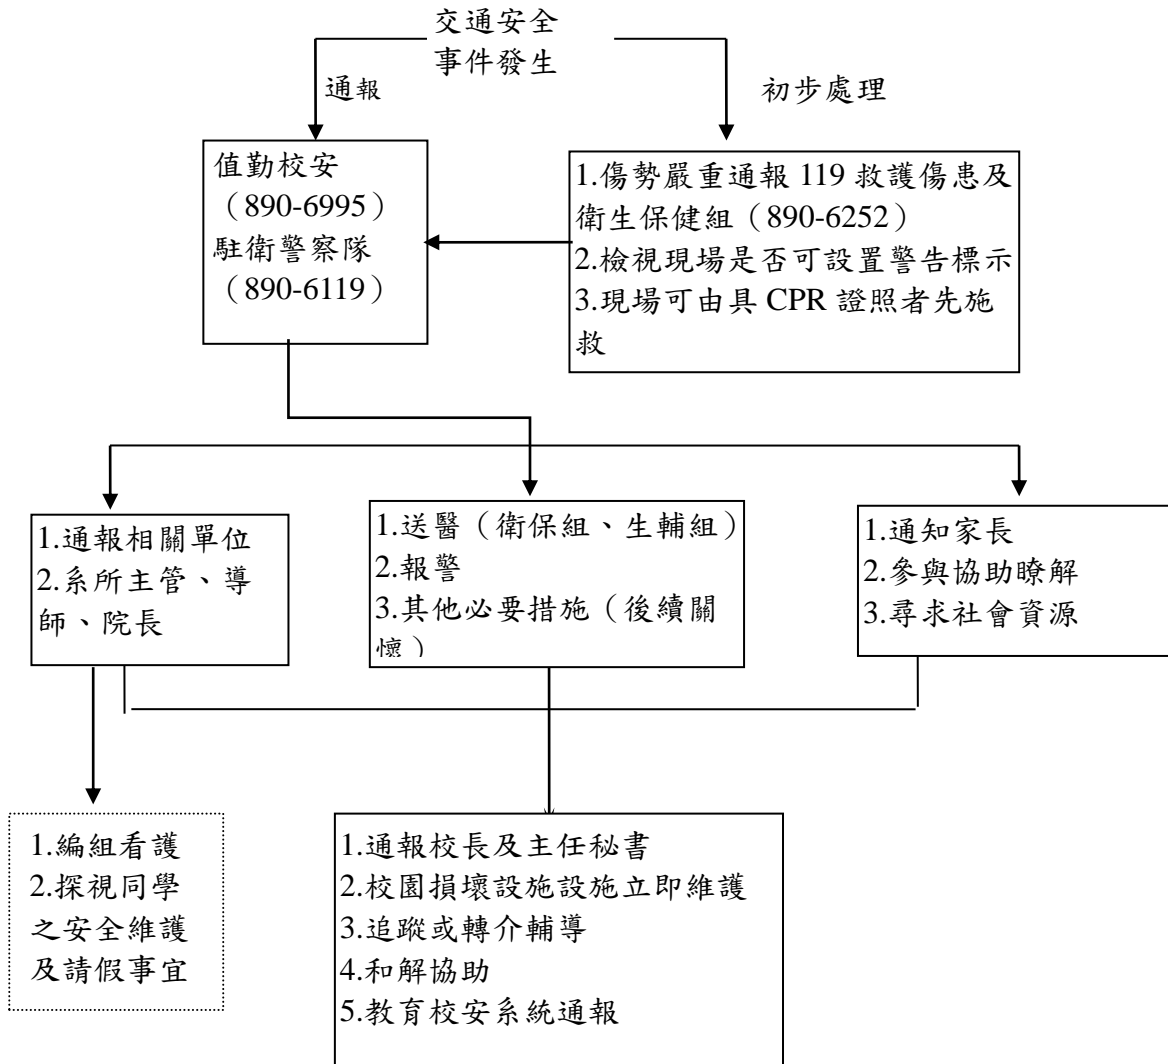 交通安全
事件發生
通報
初步處理
值勤校安
（890-6995）
駐衛警察隊
（890-6119）
1.傷勢嚴重通報 119 救護傷患及
衛生保健組（890-6252）
2.檢視現場是否可設置警告標示
3.現場可由具 CPR 證照者先施
救
1.通報相關單位
2.系所主管、導
師、院長
1.送醫（衛保組、生輔組）
2.報警
3.其他必要措施（後續關
懷）
1.通知家長
2.參與協助瞭解
3.尋求社會資源
1.編組看護
2.探視同學
之安全維護
及請假事宜
1.通報校長及主任秘書
2.校園損壞設施設施立即維護
3.追蹤或轉介輔導
4.和解協助
5.教育校安系統通報